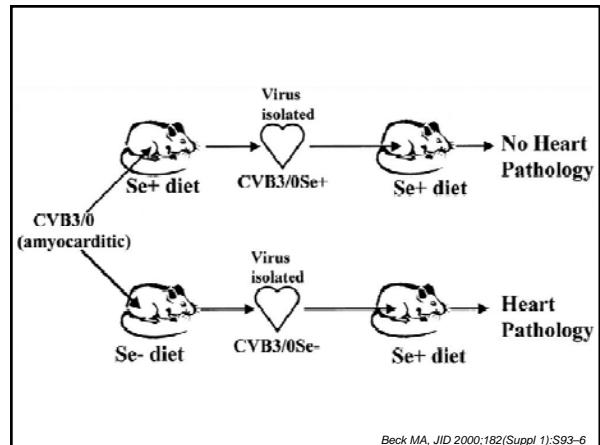 Virus
isolated
CVB3/0Se+
Se+ diet
Se+ diet
No Heart
Pathology
CVB3/0
(amyocarditic)
Virus
isolated
CVB3/0Se-
Se- diet
Se+ diet
Heart
Pathology
Beck MA, JID 2000;182(Suppl 1):S93–6